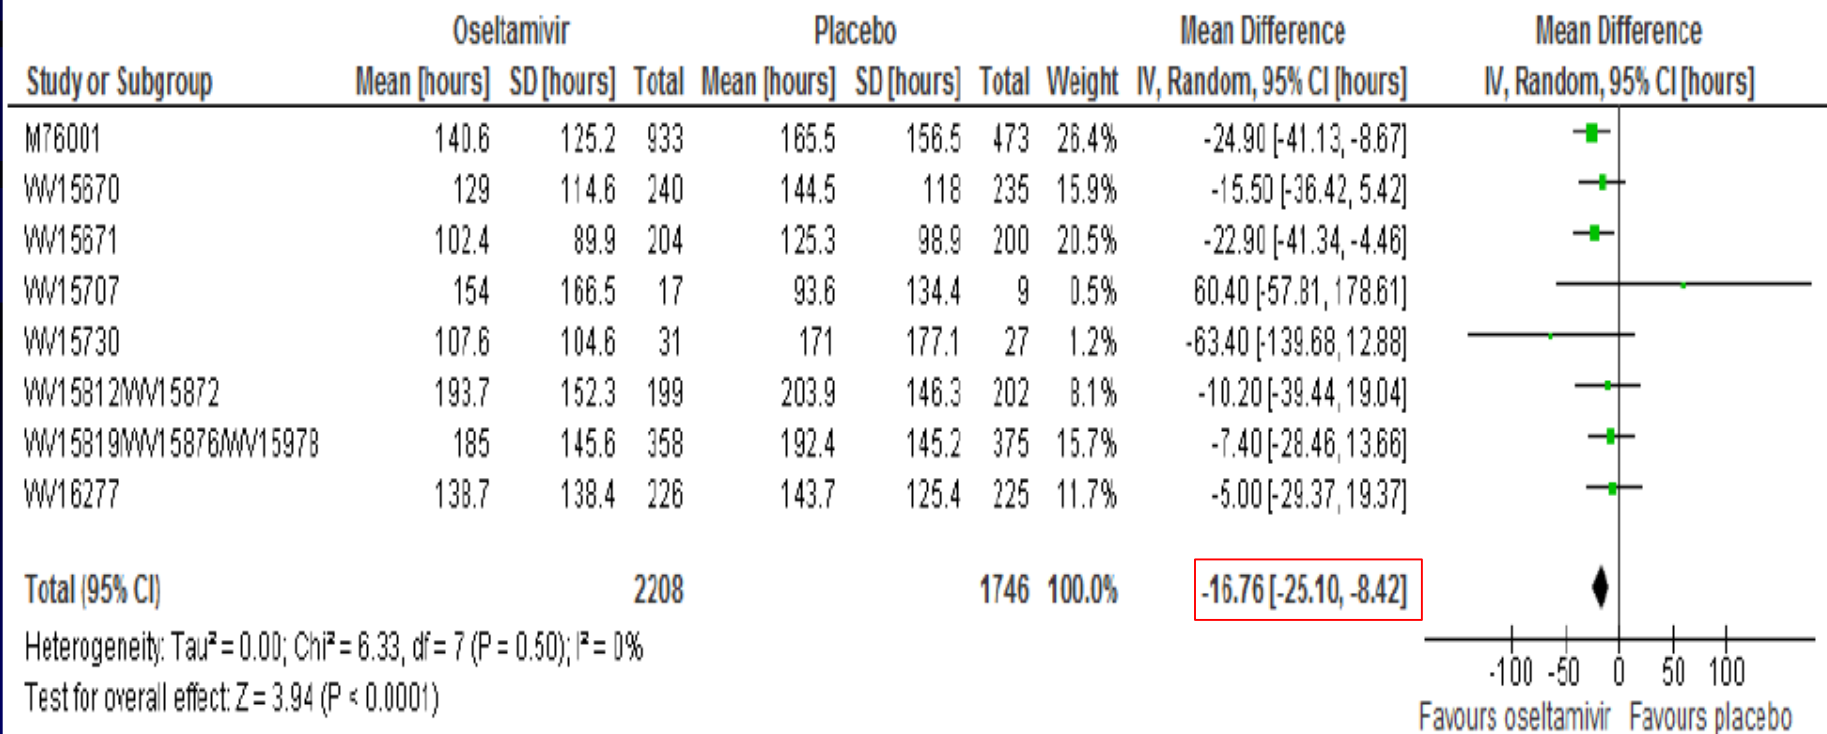 Oseltamivir Placebo Mean Difference Mean Difference
Study or Subgroup Mean [hours] SD [hours] Total Mean [hours] SD [hours] Total Weight IV, Random, 95% CI [hours] IV, Random, 95% CI [hours]
M76001 140.6 125.2 933 165.5 156.5 473 26.4% -24.90 [-41.13, -8.67]
WV15670 129 114.6 240 144.5 118 235 15.9% -15.50 [-36.42, 5.42]
WV15671 102.4 89.9 204 125.3 98.9 200 20.5% -22.90 [-41.34, -4.46]
WV15707 154 166.5 17 93.6 134.4 9 0.5% 60.40 [-57.81, 178.61]
WV15730 107.6 104.6 31 171 177.1 27 1.2% -63.40 [-139.68, 12.88]
WV15812/WV15872 193.7 152.3 199 203.9 146.3 202 8.1% -10.20 [-39.44, 19.04]
WV15819/WV15876/WV15978 185 145.6 358 192.4 145.2 375 15.7% -7.40 [-28.46, 13.66]
WV16277 138.7 138.4 226 143.7 125.4 225 11.7% -5.00 [-29.37, 19.37]
Total (95% CI) 2208 1746 100.0% -16.76 [-25.10, -8.42]
Heterogeneity: Tau² = 0.00; Chi² = 6.33, df = 7 (P = 0.50); I² = 0%
Test for overall effect: Z = 3.94 (P < 0.0001)
-100 -50 0 50 100
Favours oseltamivir Favours placebo